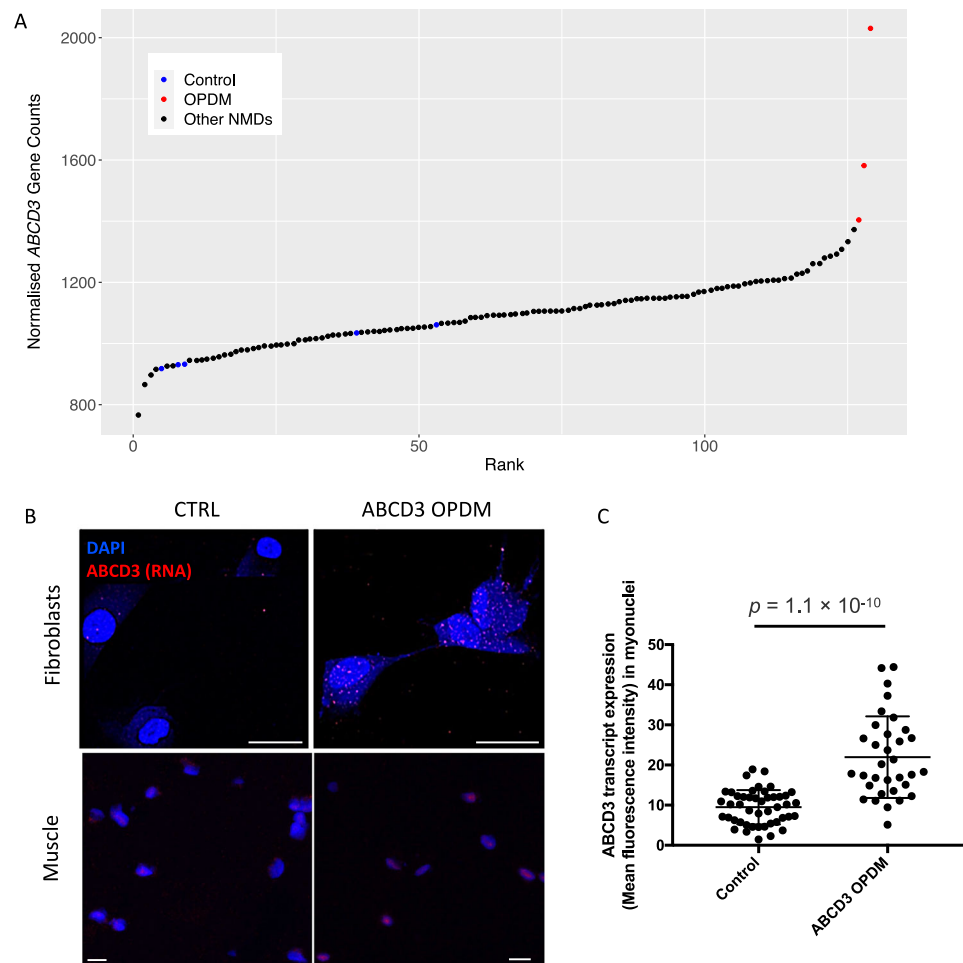 A
Normalised ABCD3 Gene Counts
2000
1600
1200
800
Control
OPDM
Other NMDs
0
50
100
Rank
B
CTRL
ABCD3 OPDM
Fibroblasts
DAPI
ABCD3 (RNA)
Muscle
C
p = 1.1 × 10-10
ABCD3 transcript expression
(Mean fluorescence intensity) in myonuclei
50
40
30
20
10
0
Control
ABCD3 OPDM